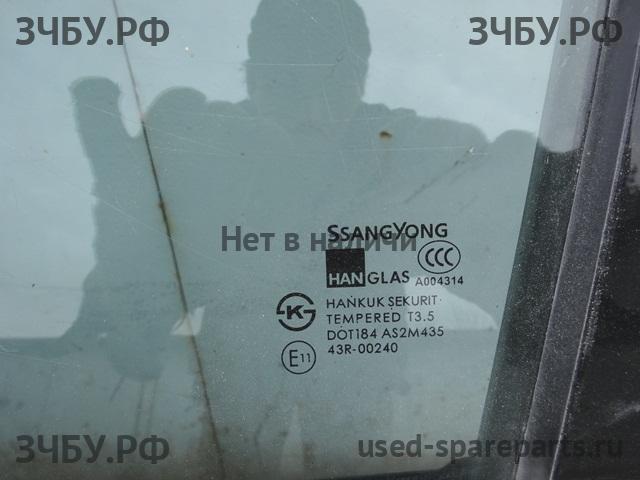 ЗЧБУ.РФ ЗЧБУ.РФ
SSANGYONG
Нет в наличи
CCC
HANGLAS A004314
KS HANKUK SEKURIT
TEMPERED T3.5
DOT184 AS2M435
E11 43R-00240
ЗЧБУ.РФ used-spareparts.ru